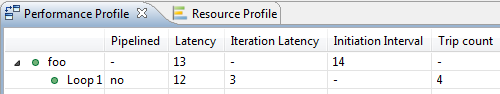 Performance Profile Resource Profile
Pipelined Latency Iteration Latency Initiation Interval Trip count
foo - 13 - 14 -
Loop 1 no 12 3 - 4